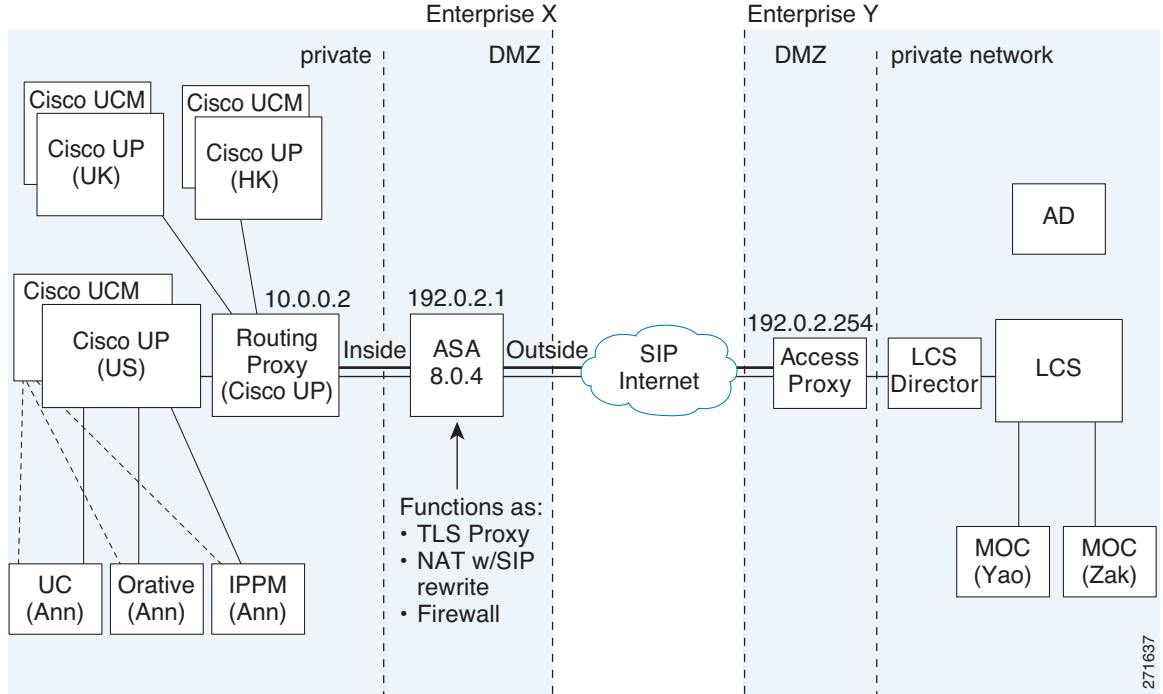 Enterprise X
Enterprise Y
private
DMZ
DMZ
private network
Cisco UCM
Cisco UP
(UK)
Cisco UCM
Cisco UP
(HK)
AD
Cisco UCM
Cisco UP
(US)
10.0.0.2
Routing
Proxy
(Cisco UP)
Inside
192.0.2.1
ASA
8.0.4
Outside
SIP
Internet
192.0.2.254
Access
Proxy
LCS
Director
LCS
Functions as:
• TLS Proxy
• NAT w/SIP
rewrite
• Firewall
UC
(Ann)
Orative
(Ann)
IPPM
(Ann)
MOC
(Yao)
MOC
(Zak)
271637